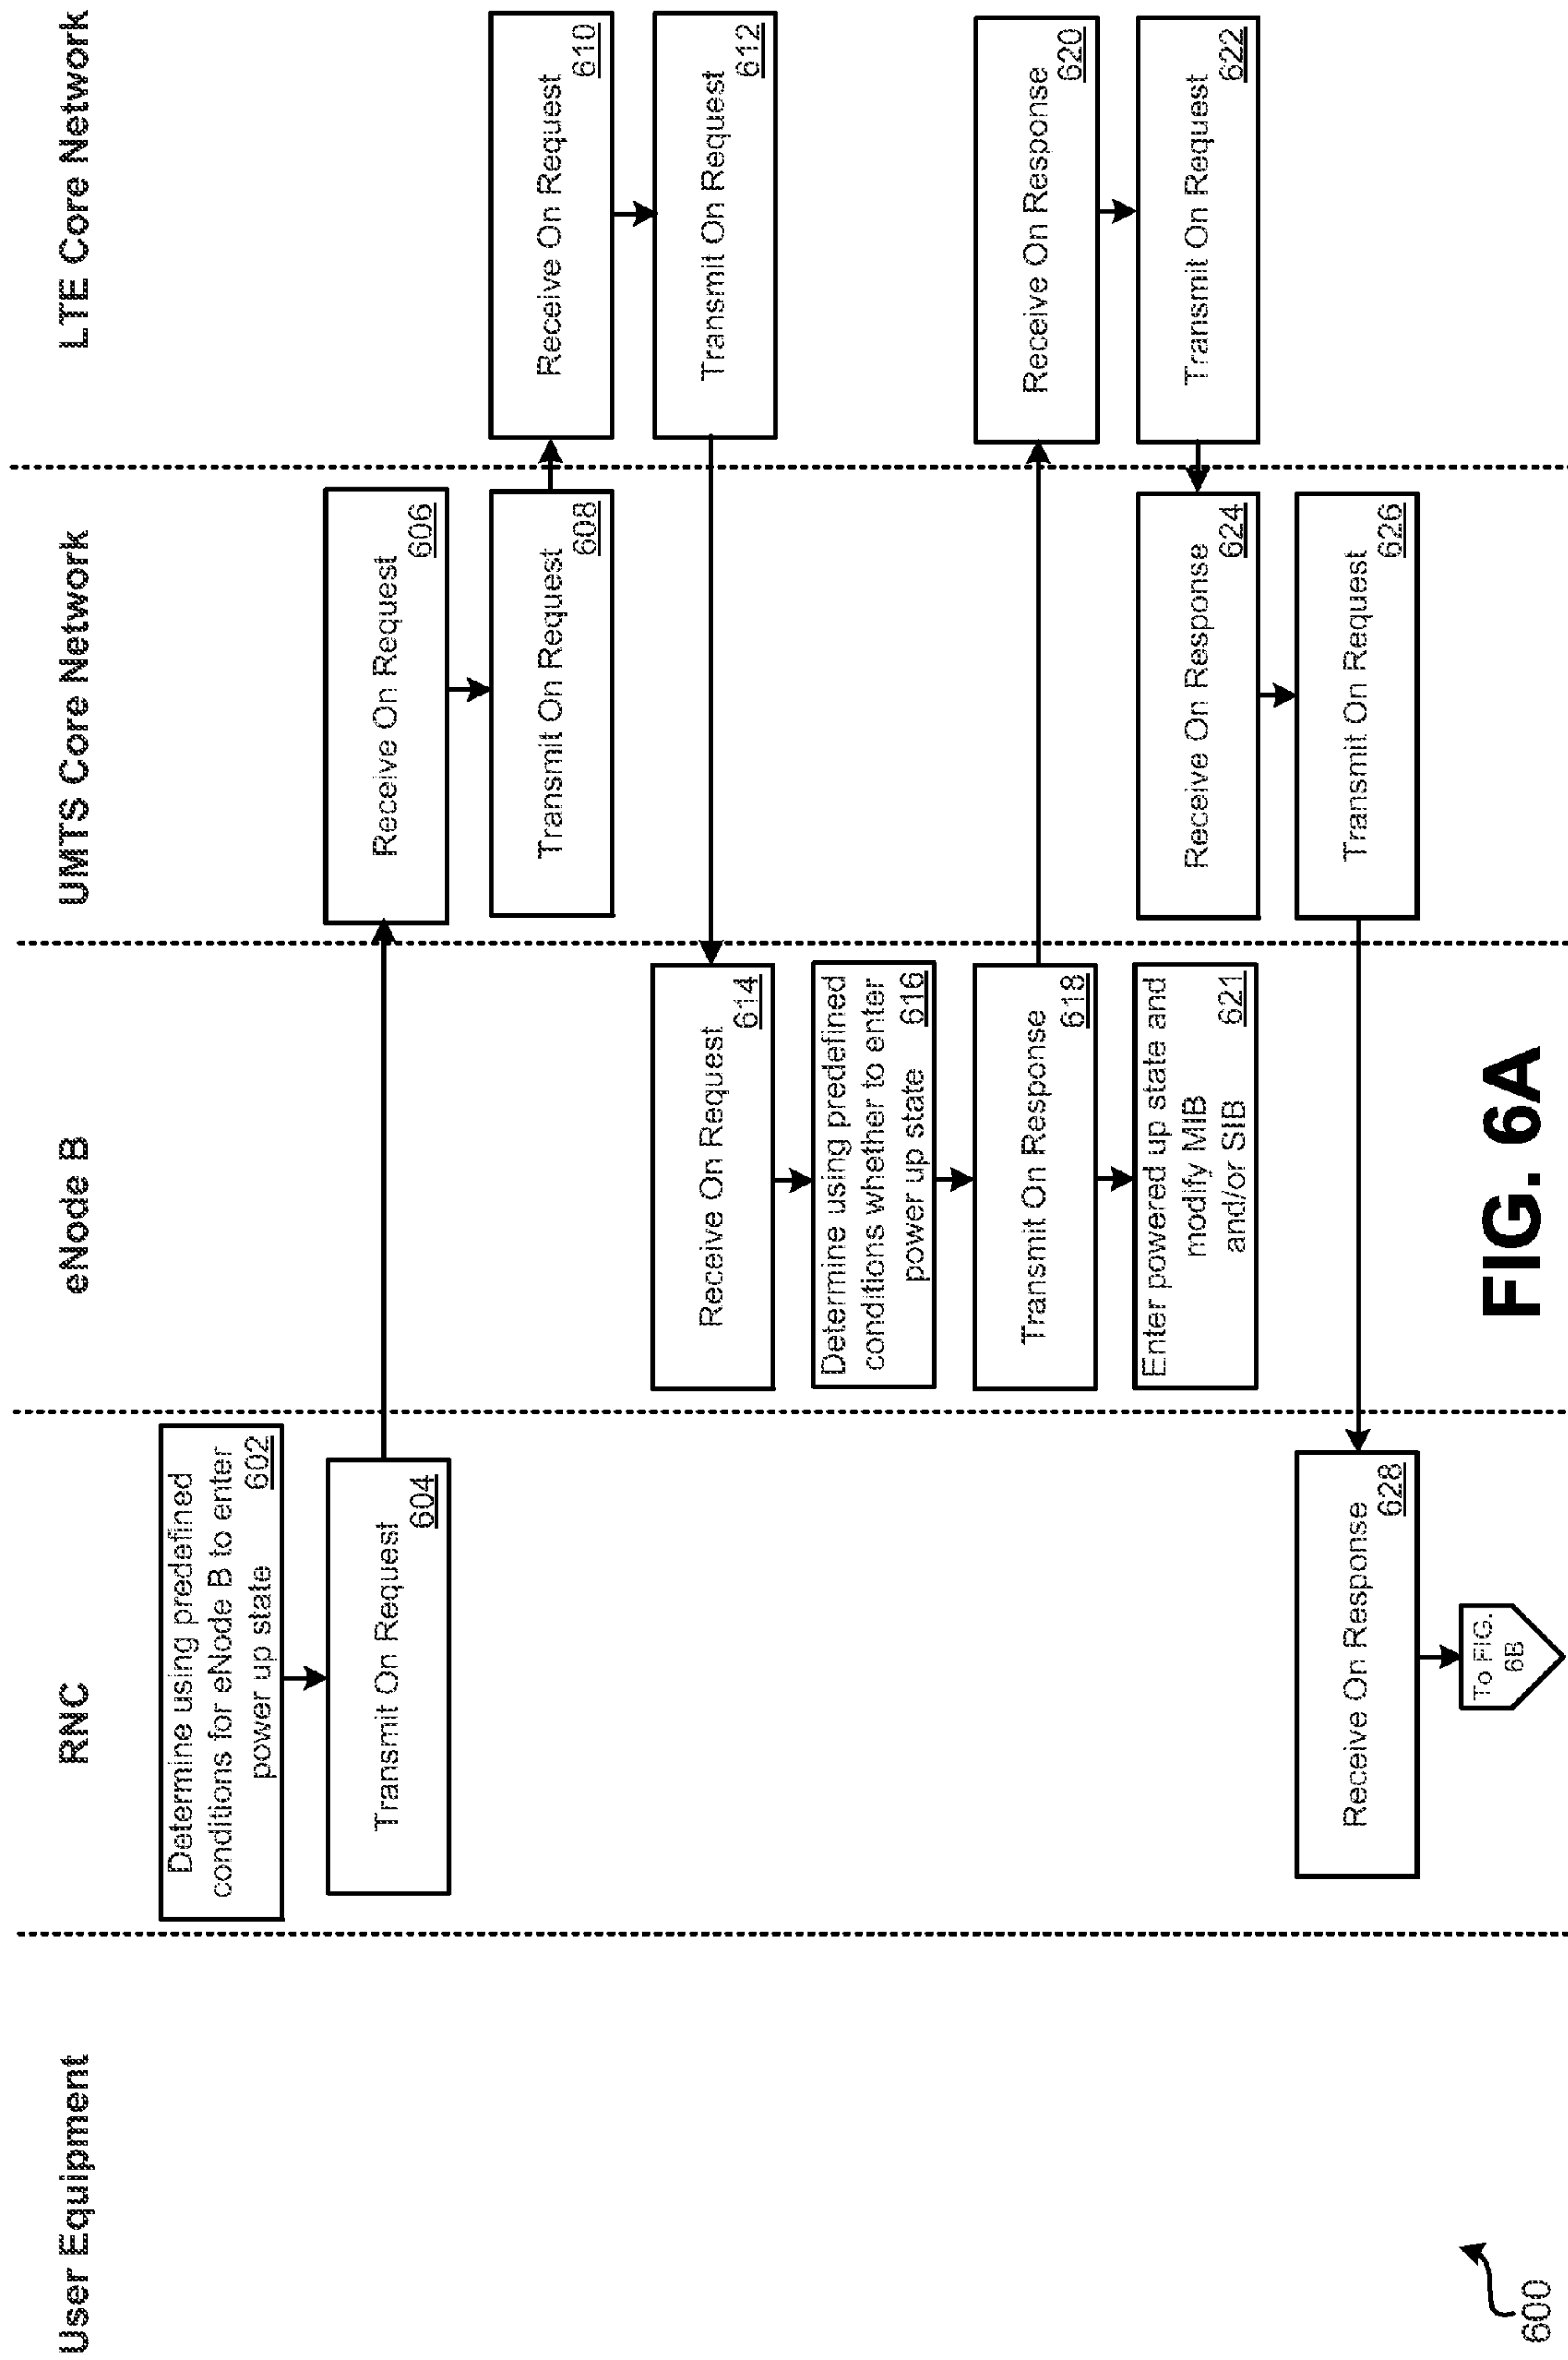 User Equipment
RNC
eNode B
UMTS Core Network
LTE Core Network
Determine using predefined
conditions for eNode B to enter
power up state 602
Transmit On Request
604
Receive On Request
606
Transmit On Request
608
Receive On Request
610
Transmit On Request
612
Receive On Request
614
Determine using predefined
conditions whether to enter
power up state 616
Transmit On Response
618
Receive On Response
620
Enter powered up state and
modify MIB
and/or SIB 621
Transmit On Request
622
Receive On Response
624
Transmit On Request
626
Receive On Response
628
To FIG.
6B
600
FIG. 6A